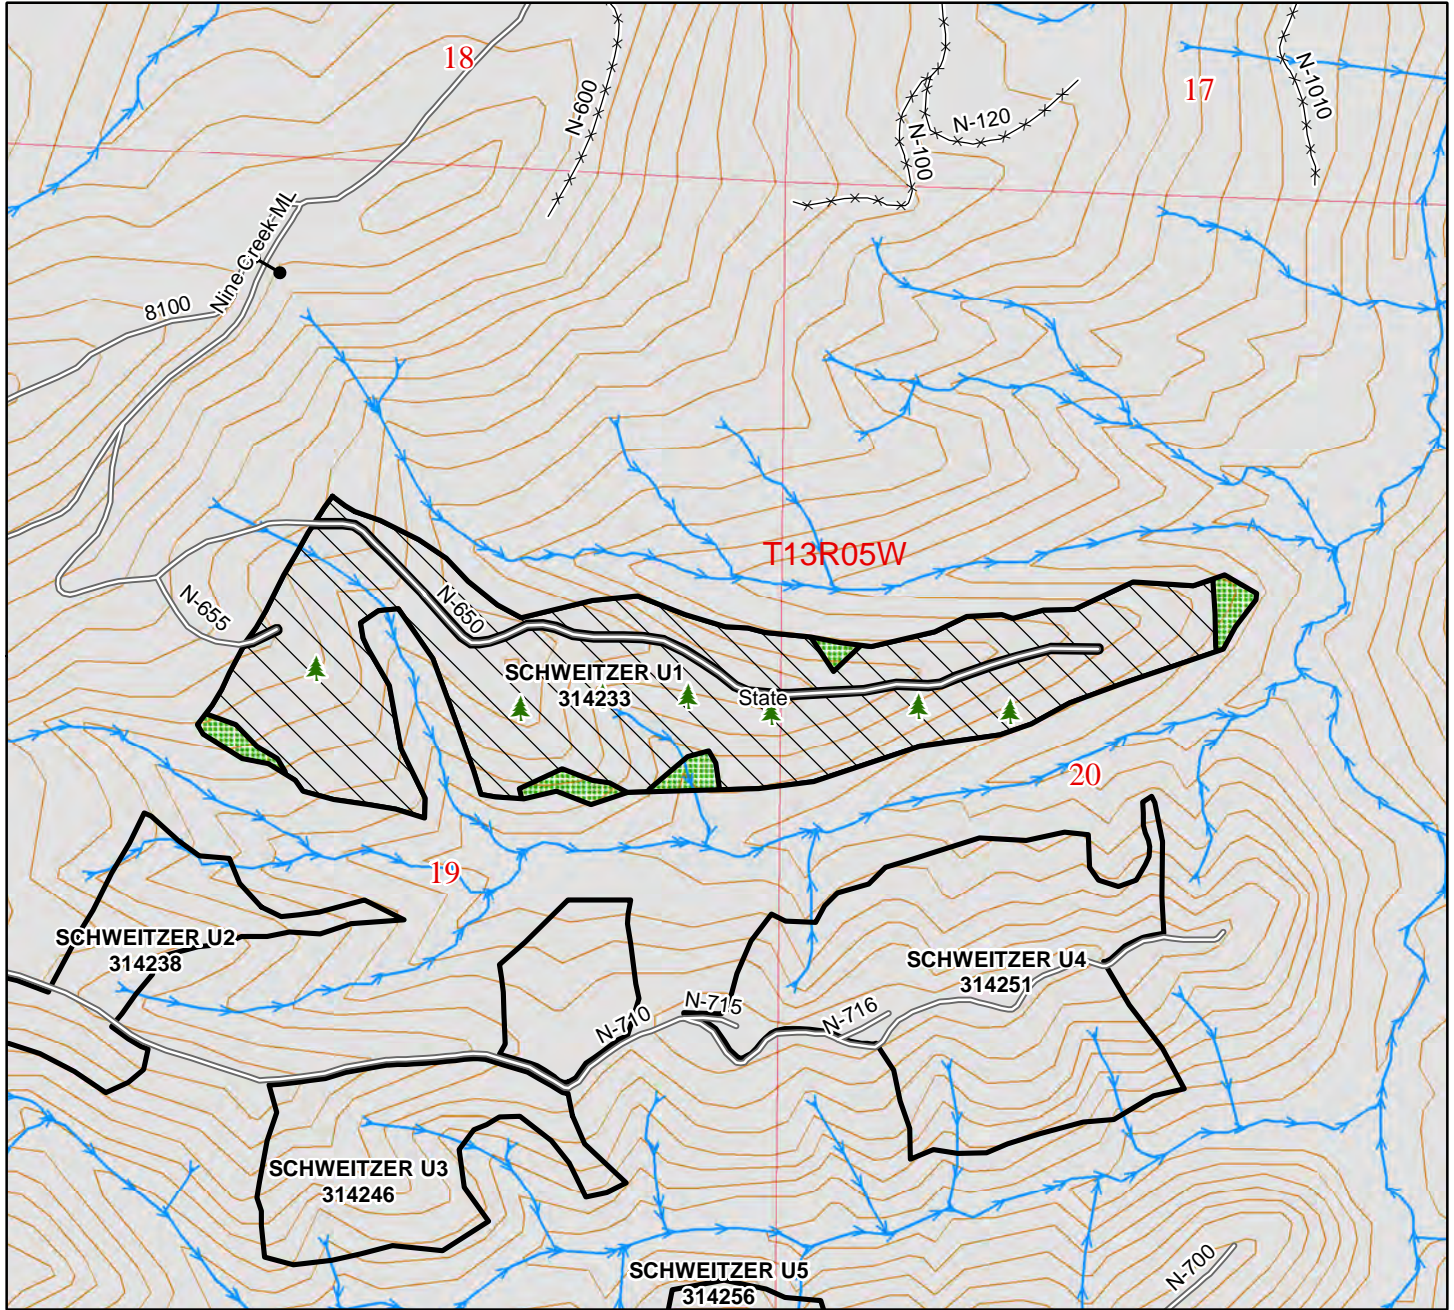 18
17
N-600
N-100
N-120
N-1010
Nine-Creek-ML
8100
T13R05W
N-655
N-650
SCHWEITZER U1
314233
State
20
19
SCHWEITZER U2
314238
SCHWEITZER U4
314251
N-710
N-715
N-716
SCHWEITZER U3
314246
SCHWEITZER U5
314256
N-700